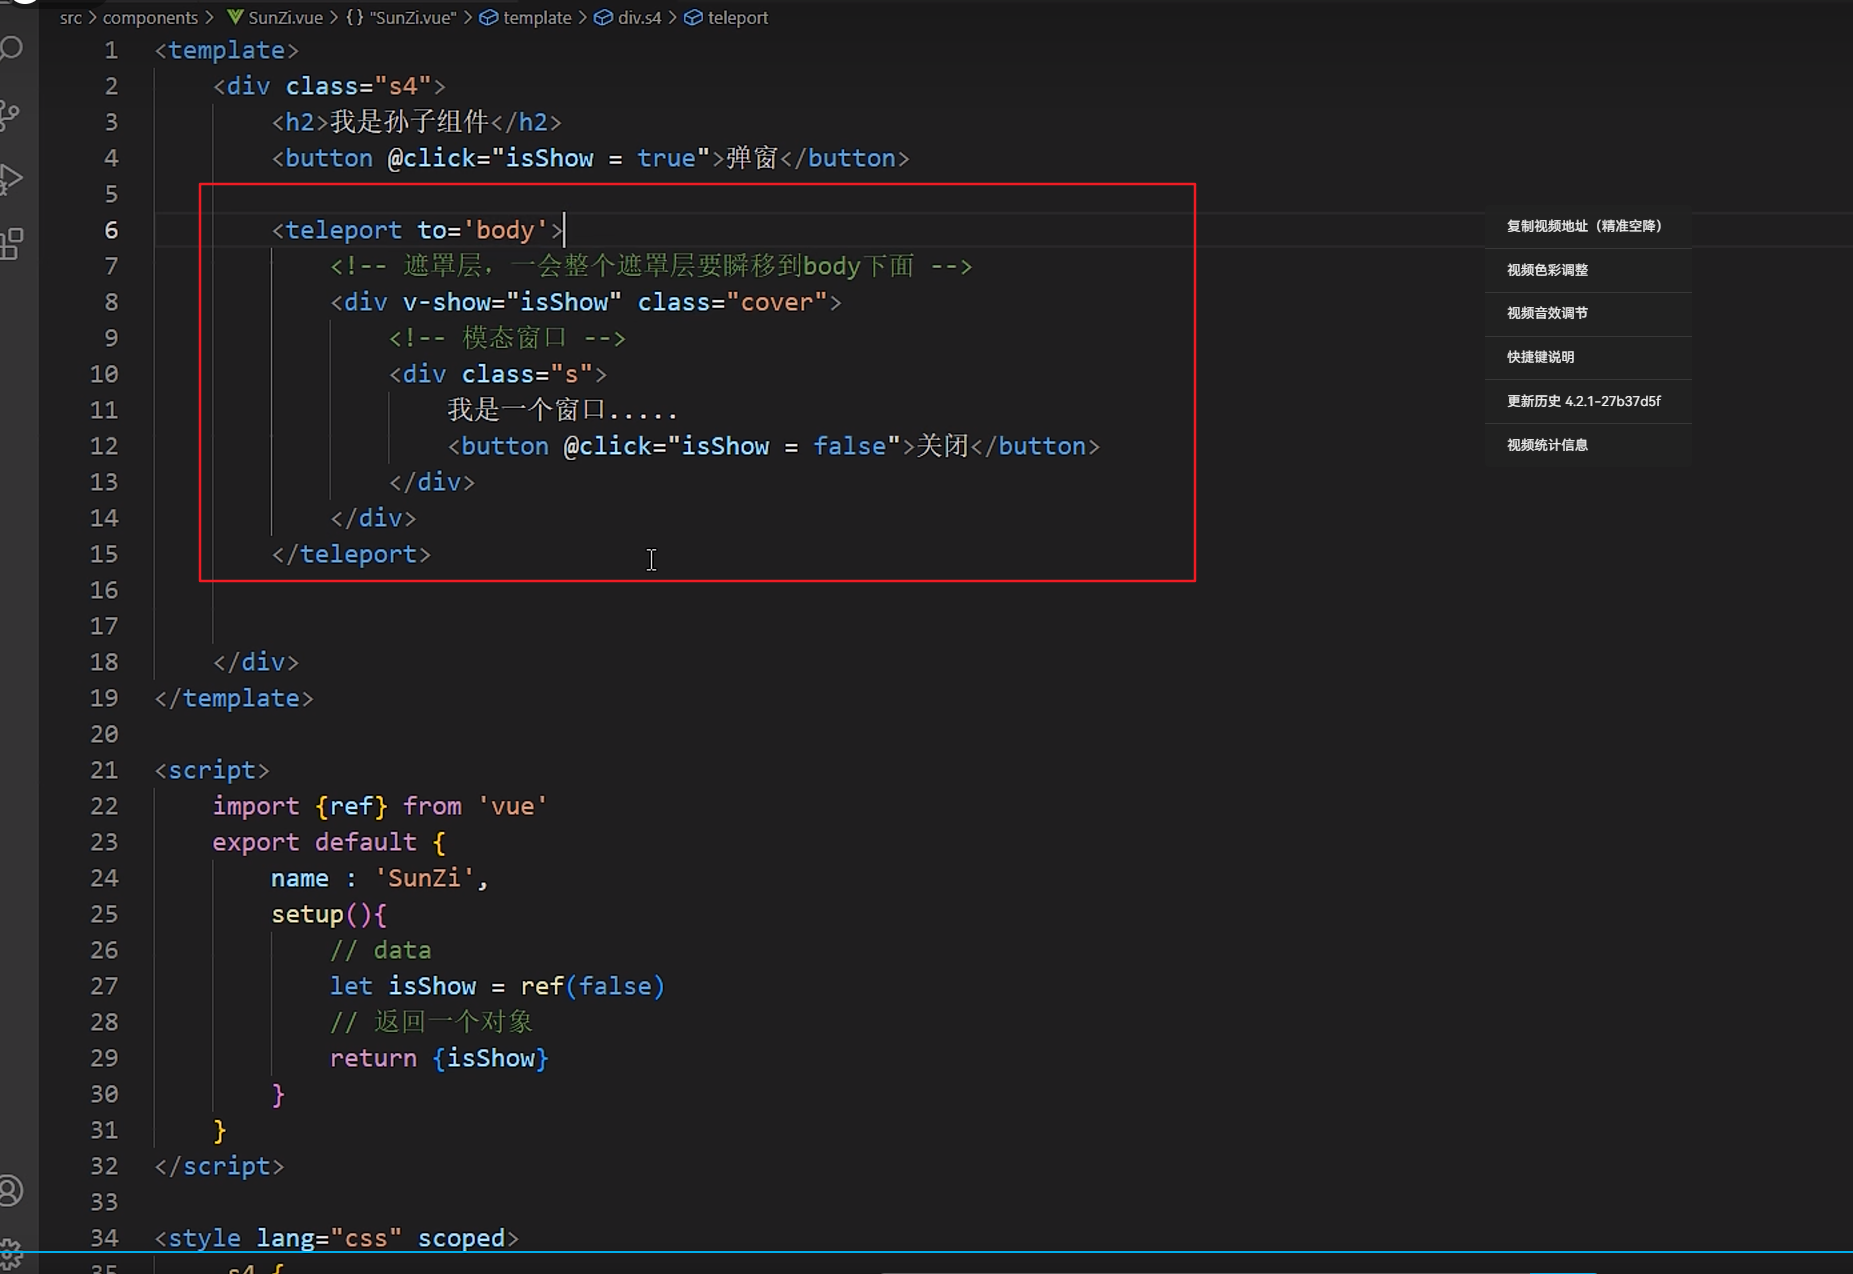 src > components > SunZi.vue > {} "SunZi.vue" > template > div.s4 > teleport
1 <template>
2 <div class="s4">
3 <h2>我是孙子组件</h2>
4 <button @click="isShow = true">弹窗</button>
5
6 <teleport to='body'>
7 <!-- 遮罩层，一会整个遮罩层要瞬移到body下面 -->
8 <div v-show="isShow" class="cover">
9 <!-- 模态窗口 -->
10 <div class="s">
11 我是一个窗口.....
12 <button @click="isShow = false">关闭</button>
13 </div>
14 </div>
15 </teleport>
16
17
18 </div>
19 </template>
20
21 <script>
22 import {ref} from 'vue'
23 export default {
24 name : 'SunZi',
25 setup(){
26 // data
27 let isShow = ref(false)
28 // 返回一个对象
29 return {isShow}
30 }
31 }
32 </script>
33
34 <style lang="css" scoped>
35 .s4 {
复制视频地址（精准空降）
视频色彩调整
视频音效调节
快捷键说明
更新历史 4.2.1-27b37d5f
视频统计信息